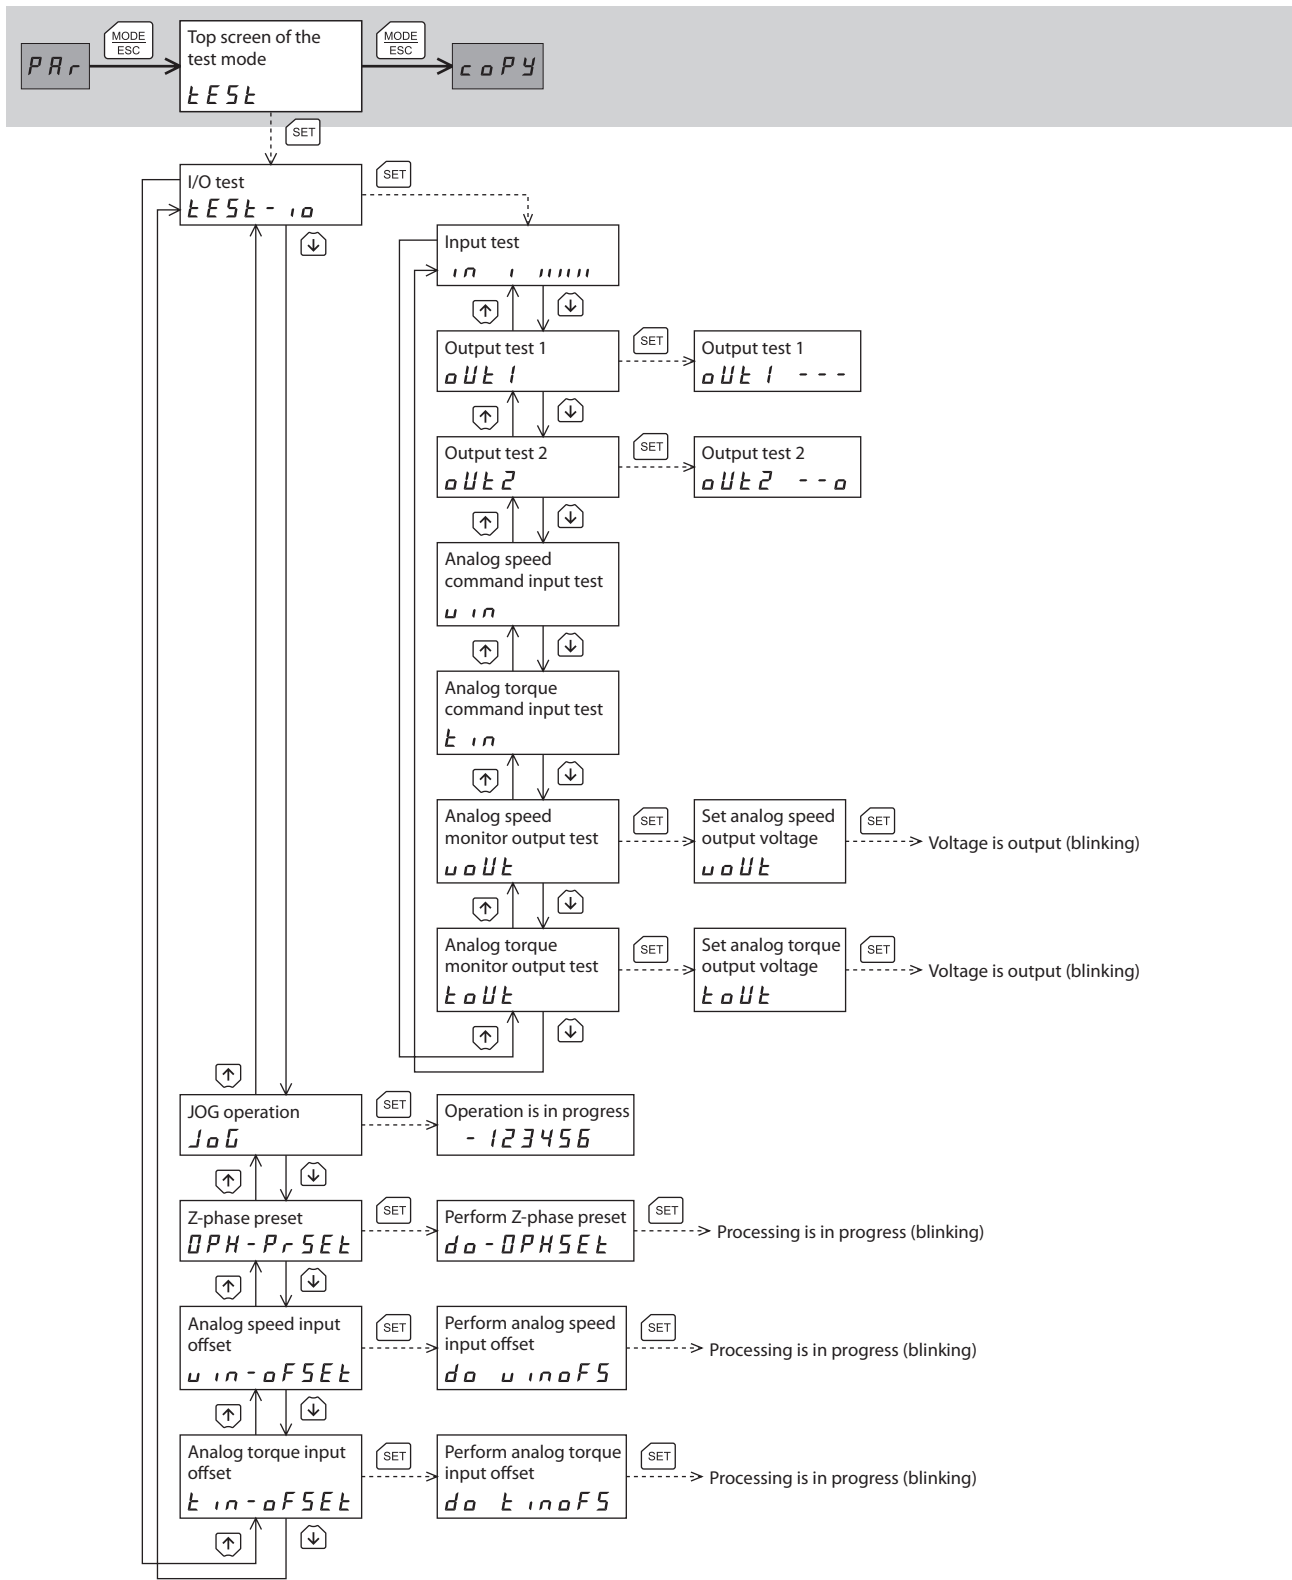 PAr
MODE
ESC
Top screen of the
test mode
tESt
MODE
ESC
coPY
SET
I/O test
tESt-io
SET
Input test
in
Output test 1
oUt1
SET
Output test 1
oUt1 ---
Output test 2
oUt2
SET
Output test 2
oUt2 --o
Analog speed
command input test
uin
Analog torque
command input test
tin
Analog speed
monitor output test
uoUt
SET
Set analog speed
output voltage
uoUt
SET
Voltage is output (blinking)
Analog torque
monitor output test
toUt
SET
Set analog torque
output voltage
toUt
SET
Voltage is output (blinking)
JOG operation
JoG
SET
Operation is in progress
-123456
Z-phase preset
0PH-PrSEt
SET
Perform Z-phase preset
do-0PHSEt
SET
Processing is in progress (blinking)
Analog speed input
offset
uin-oFSEt
SET
Perform analog speed
input offset
do uinoFS
SET
Processing is in progress (blinking)
Analog torque input
offset
tin-oFSEt
SET
Perform analog torque
input offset
do tinoFS
SET
Processing is in progress (blinking)